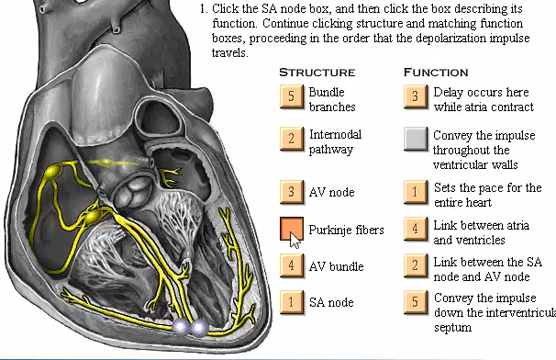 1. Click the SA node box, and then click the box describing its
function. Continue clicking structure and matching function
boxes, proceeding in the order that the depolarization impulse
travels.
STRUCTURE
FUNCTION
5 Bundle
branches
3 Delay occurs here
while atria contract
2 Internodal
pathway
Convey the impulse
throughout the
ventricular walls
3 AV node
1 Sets the pace for the
entire heart
Purkinje fibers
4 Link between atria
and ventricles
4 AV bundle
2 Link between the SA
node and AV node
1 SA node
5 Convey the impulse
down the interventricula
septum